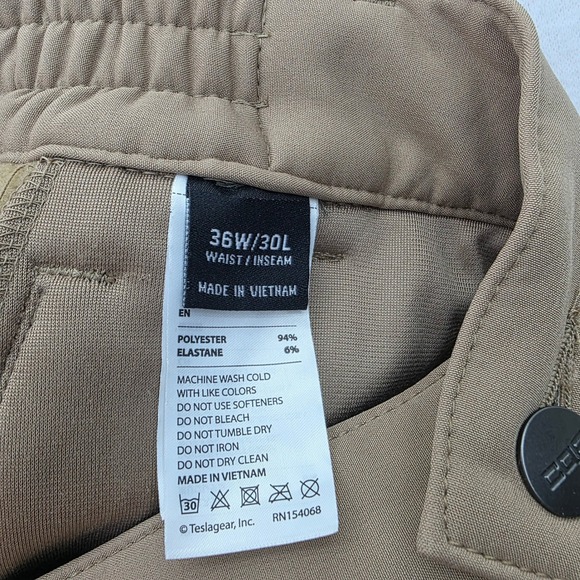 36W/30L
WAIST / INSEAM
MADE IN VIETNAM
EN
POLYESTER 94%
ELASTANE 6%
MACHINE WASH COLD
WITH LIKE COLORS
DO NOT USE SOFTENERS
DO NOT BLEACH
DO NOT TUMBLE DRY
DO NOT IRON
DO NOT DRY CLEAN
MADE IN VIETNAM
30
© Teslagear, Inc. RN154068